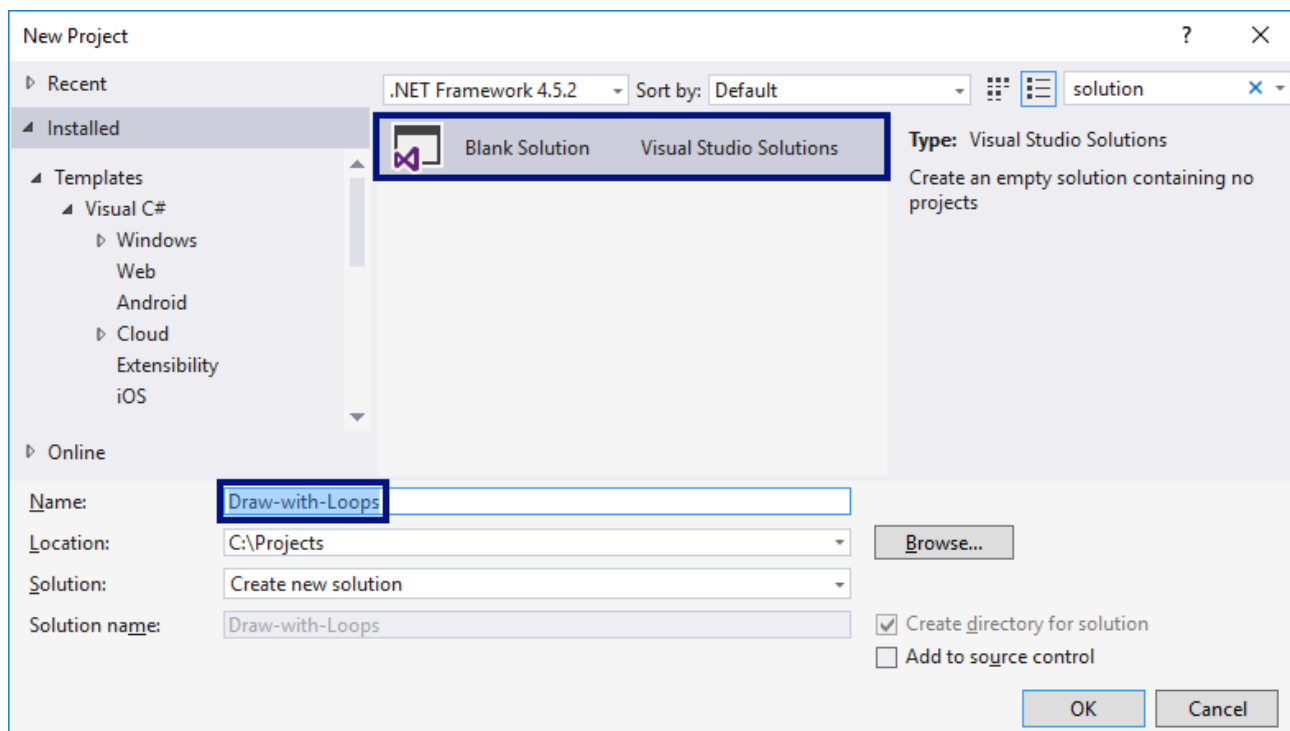 New Project ?
Recent
.NET Framework 4.5.2 Sort by: Default solution
Installed
Blank Solution Visual Studio Solutions
Type: Visual Studio Solutions
Create an empty solution containing no
projects
Templates
Visual C#
Windows
Web
Android
Cloud
Extensibility
iOS
Online
Name: Draw-with-Loops
Location: C:\Projects Browse...
Solution: Create new solution
Solution name: Draw-with-Loops
Create directory for solution
Add to source control
OK Cancel